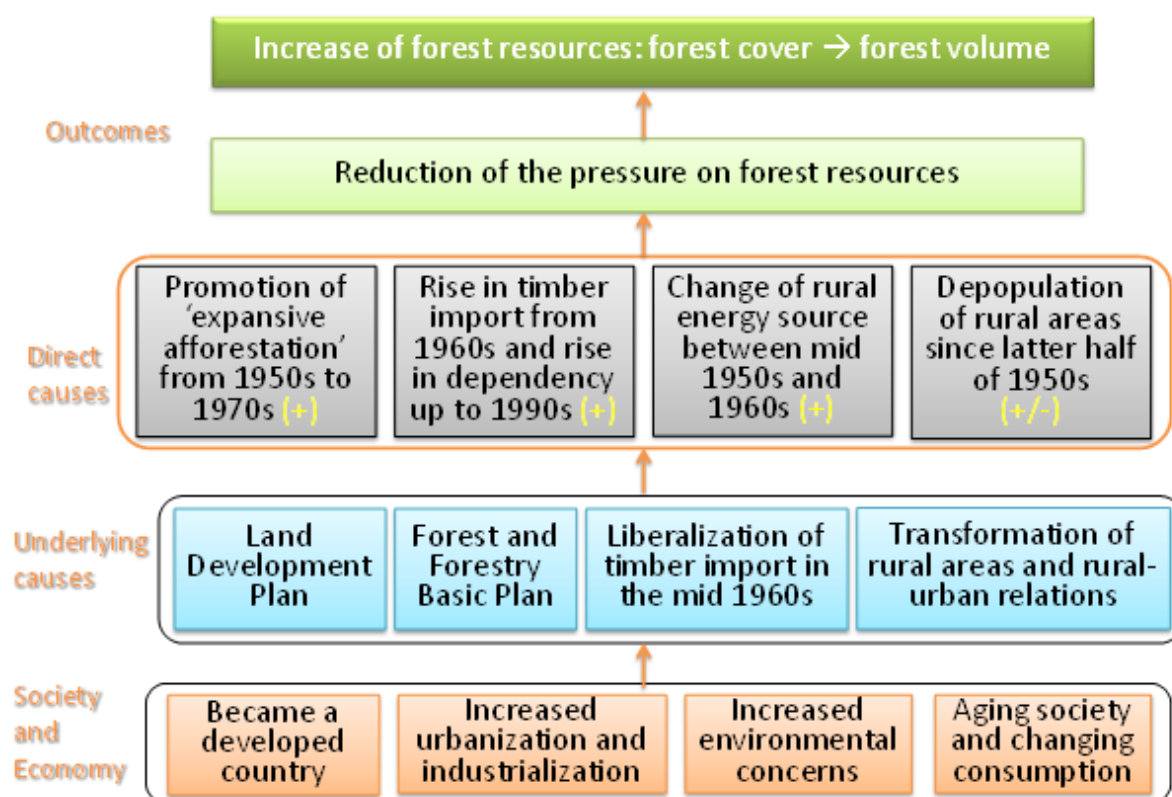 Increase of forest resources: forest cover → forest volume
Outcomes
Reduction of the pressure on forest resources
Direct
causes
Promotion of
'expansive
afforestation'
from 1950s to
1970s (+)
Rise in timber
import from
1960s and rise
in dependency
up to 1990s (+)
Change of rural
energy source
between mid
1950s and
1960s (+)
Depopulation
of rural areas
since latter half
of 1950s
(+/-)
Underlying
causes
Land
Development
Plan
Forest and
Forestry
Basic Plan
Liberalization of
timber import in
the mid 1960s
Transformation of
rural areas and rural-
urban relations
Society
and
Economy
Became a
developed
country
Increased
urbanization and
industrialization
Increased
environmental
concerns
Aging society
and changing
consumption